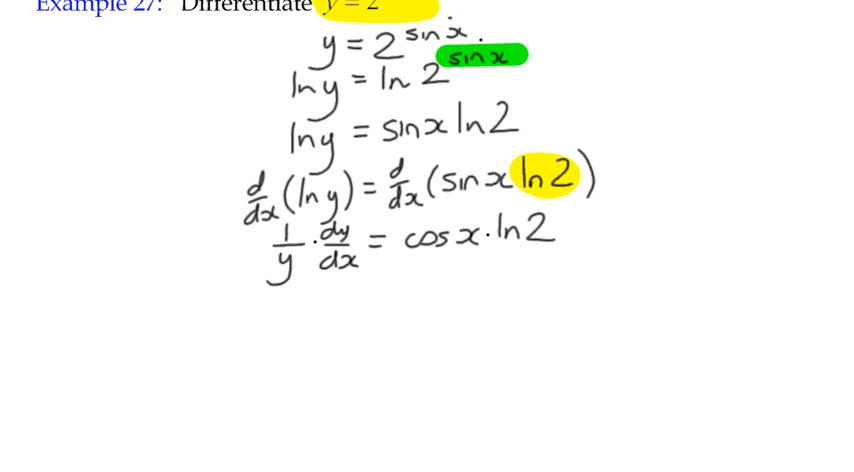 Example 27: Differentiate y = 2
y = 2^sin x.
ln y = ln 2^sin x
ln y = sin x ln 2
d/dx (ln y) = d/dx (sin x ln 2)
1/y · dy/dx = cos x · ln 2